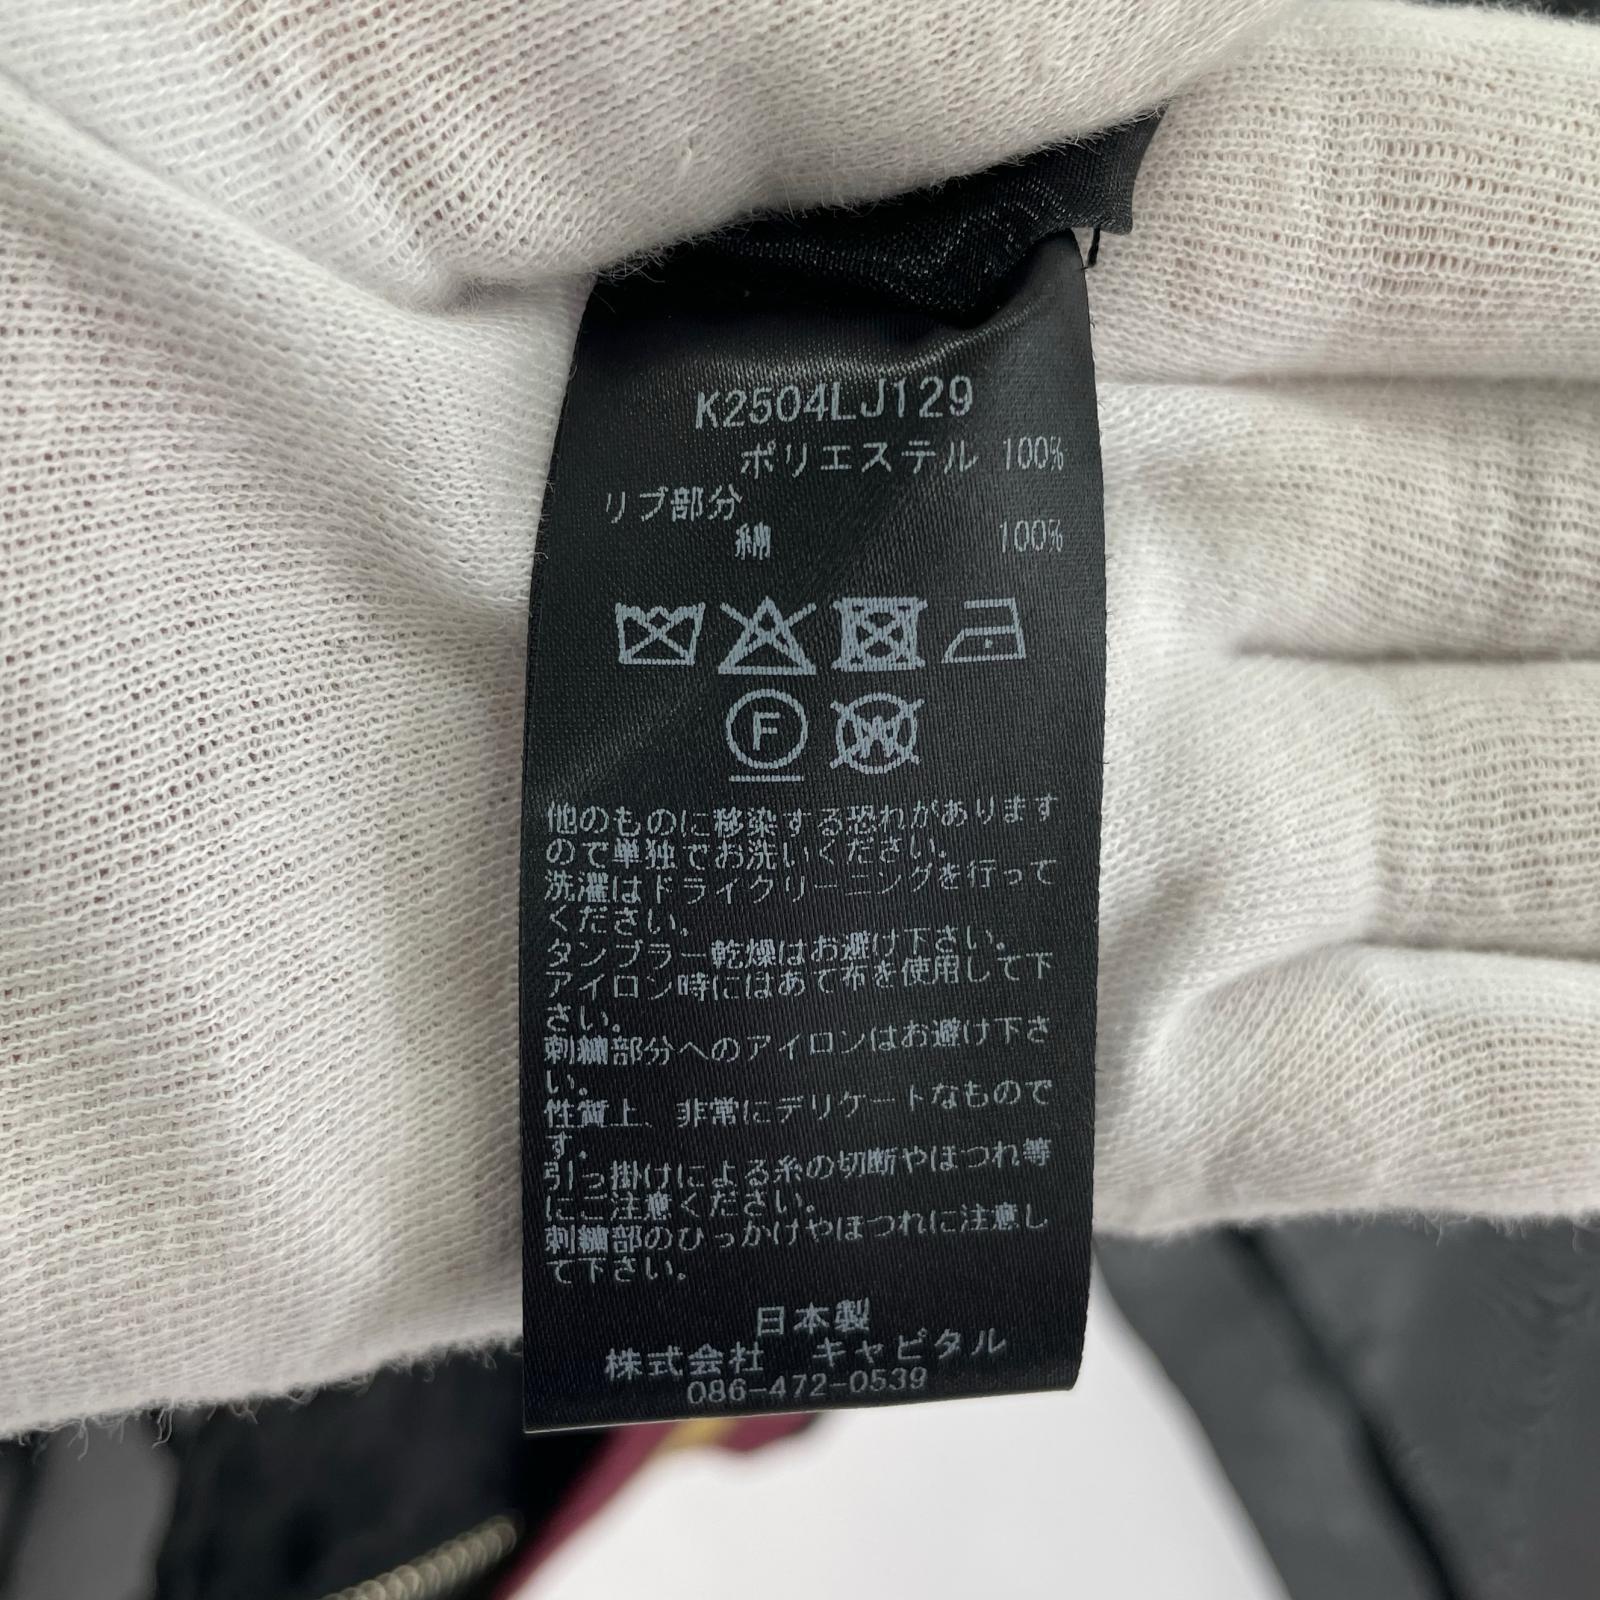 K2504LJ129
ポリエステル 100%
リブ部分
綿 100%
F W
他のものに移染する恐れがあります
ので単独でお洗いください。
洗濯はドライクリーニングを行って
ください。
タンブラー乾燥はお避け下さい。
アイロン時にはあて布を使用して下
さい。
刺繍部分へのアイロンはお避け下さ
い。
性質上、非常にデリケートなもので
す。
引っ掛けによる糸の切断やほつれ等
にご注意ください。
刺繍部のひっかけやほつれに注意し
て下さい。
日本製
株式会社 キャピタル
086-472-0539